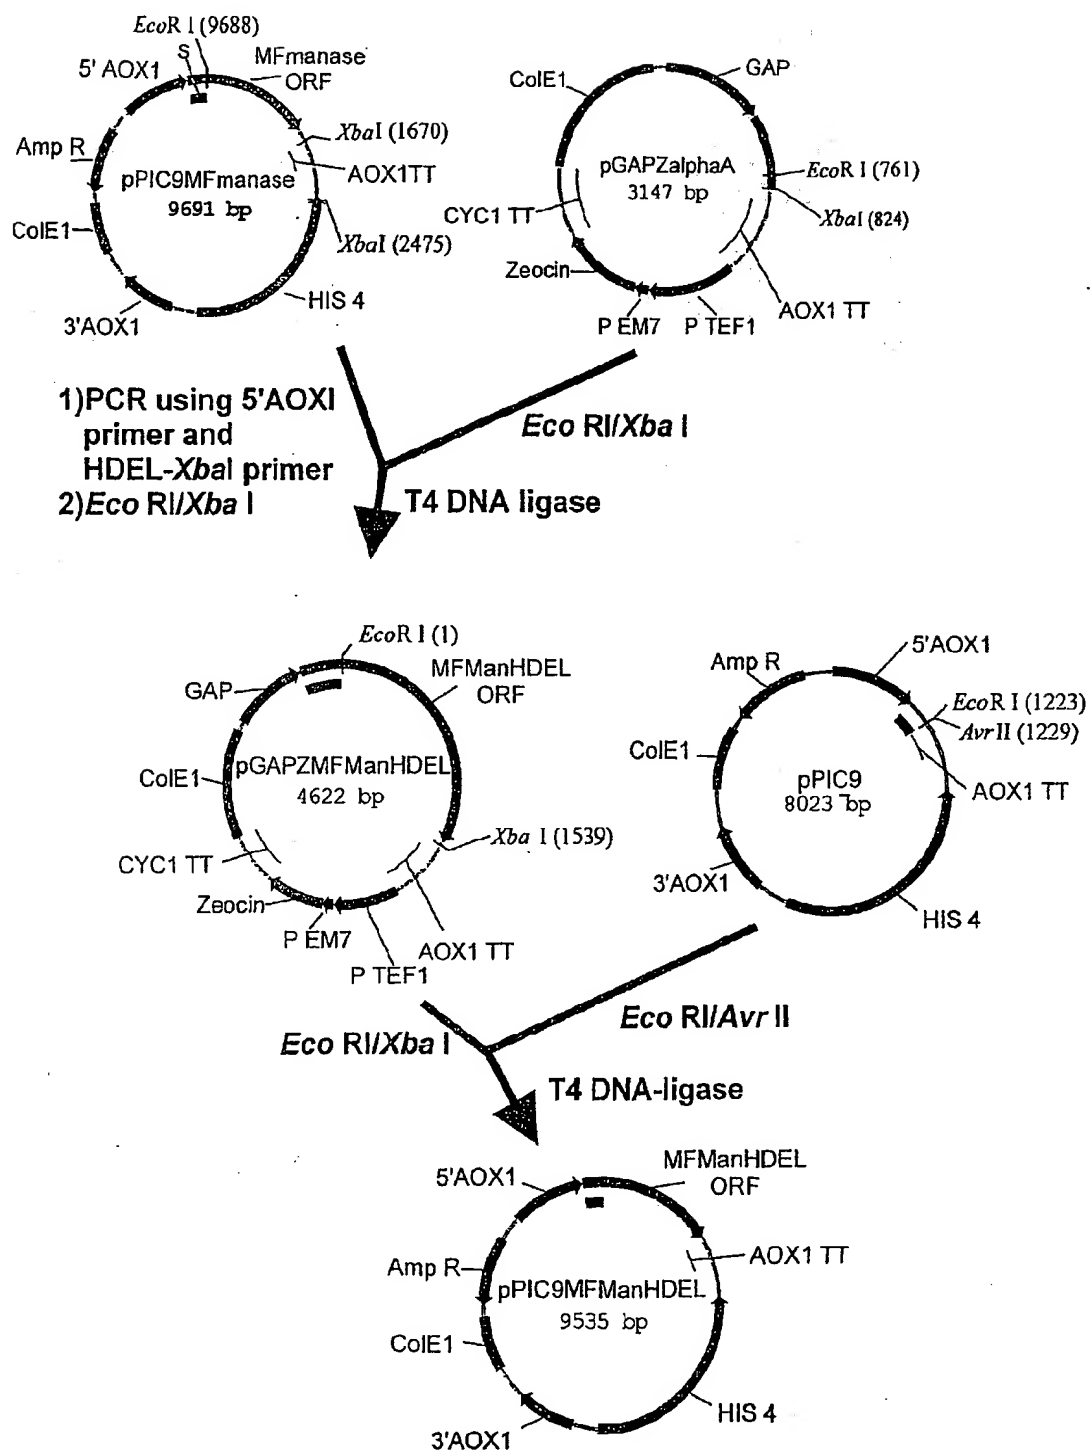 EcoR I (9688)
S
5' AOX1
MFmanase
ORF
XbaI (1670)
Amp R
AOX1TT
pPIC9MFmanase
9691 bp
ColE1
XbaI (2475)
HIS 4
3'AOX1
ColE1
GAP
pGAPZalphaA
3147 bp
EcoR I (761)
CYC1 TT
XbaI (824)
Zeocin
AOX1 TT
P EM7
P TEF1
1)PCR using 5'AOXI
primer and
HDEL-XbaI primer
2)Eco RI/Xba I
Eco RI/Xba I
T4 DNA ligase
EcoR I (1)
GAP
MFManHDEL
ORF
pGAPZMFManHDEL
4622 bp
ColE1
Xba I (1539)
CYC1 TT
Zeocin
P EM7
AOX1 TT
P TEF1
5'AOX1
Amp R
EcoR I (1223)
AvrII (1229)
ColE1
pPIC9
8023 bp
AOX1 TT
3'AOX1
HIS 4
Eco RI/Xba I
Eco RI/Avr II
T4 DNA-ligase
5'AOX1
MFManHDEL
ORF
Amp R
AOX1 TT
pPIC9MFManHDEL
9535 bp
ColE1
HIS 4
3'AOX1